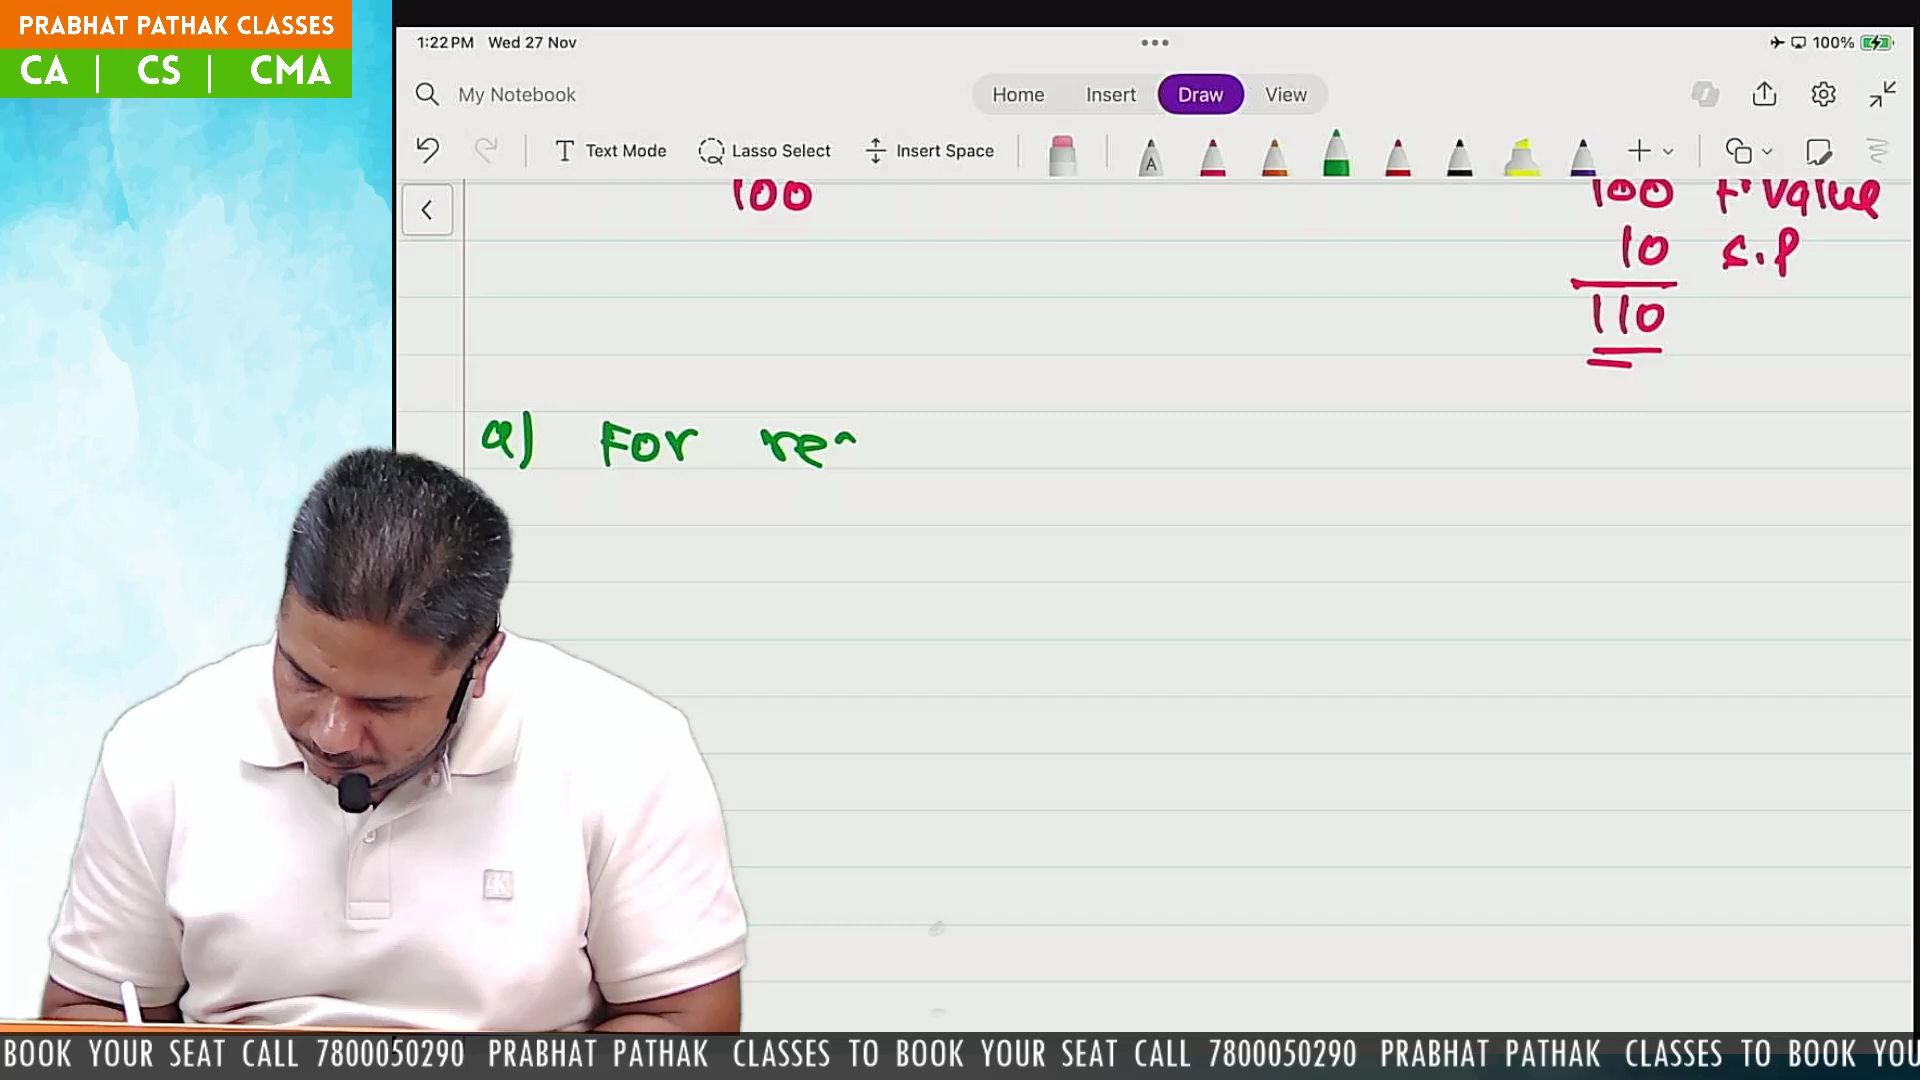 PRABHAT PATHAK CLASSES
CA | CS | CMA
1:22 PM Wed 27 Nov
100%
My Notebook
Home Insert Draw View
Text Mode Lasso Select Insert Space
A
100 100 F. Value
10 S.P
110
a) For re
BOOK YOUR SEAT CALL 7800050290 PRABHAT PATHAK CLASSES TO BOOK YOUR SEAT CALL 7800050290 PRABHAT PATHAK CLASSES TO BOOK YOU